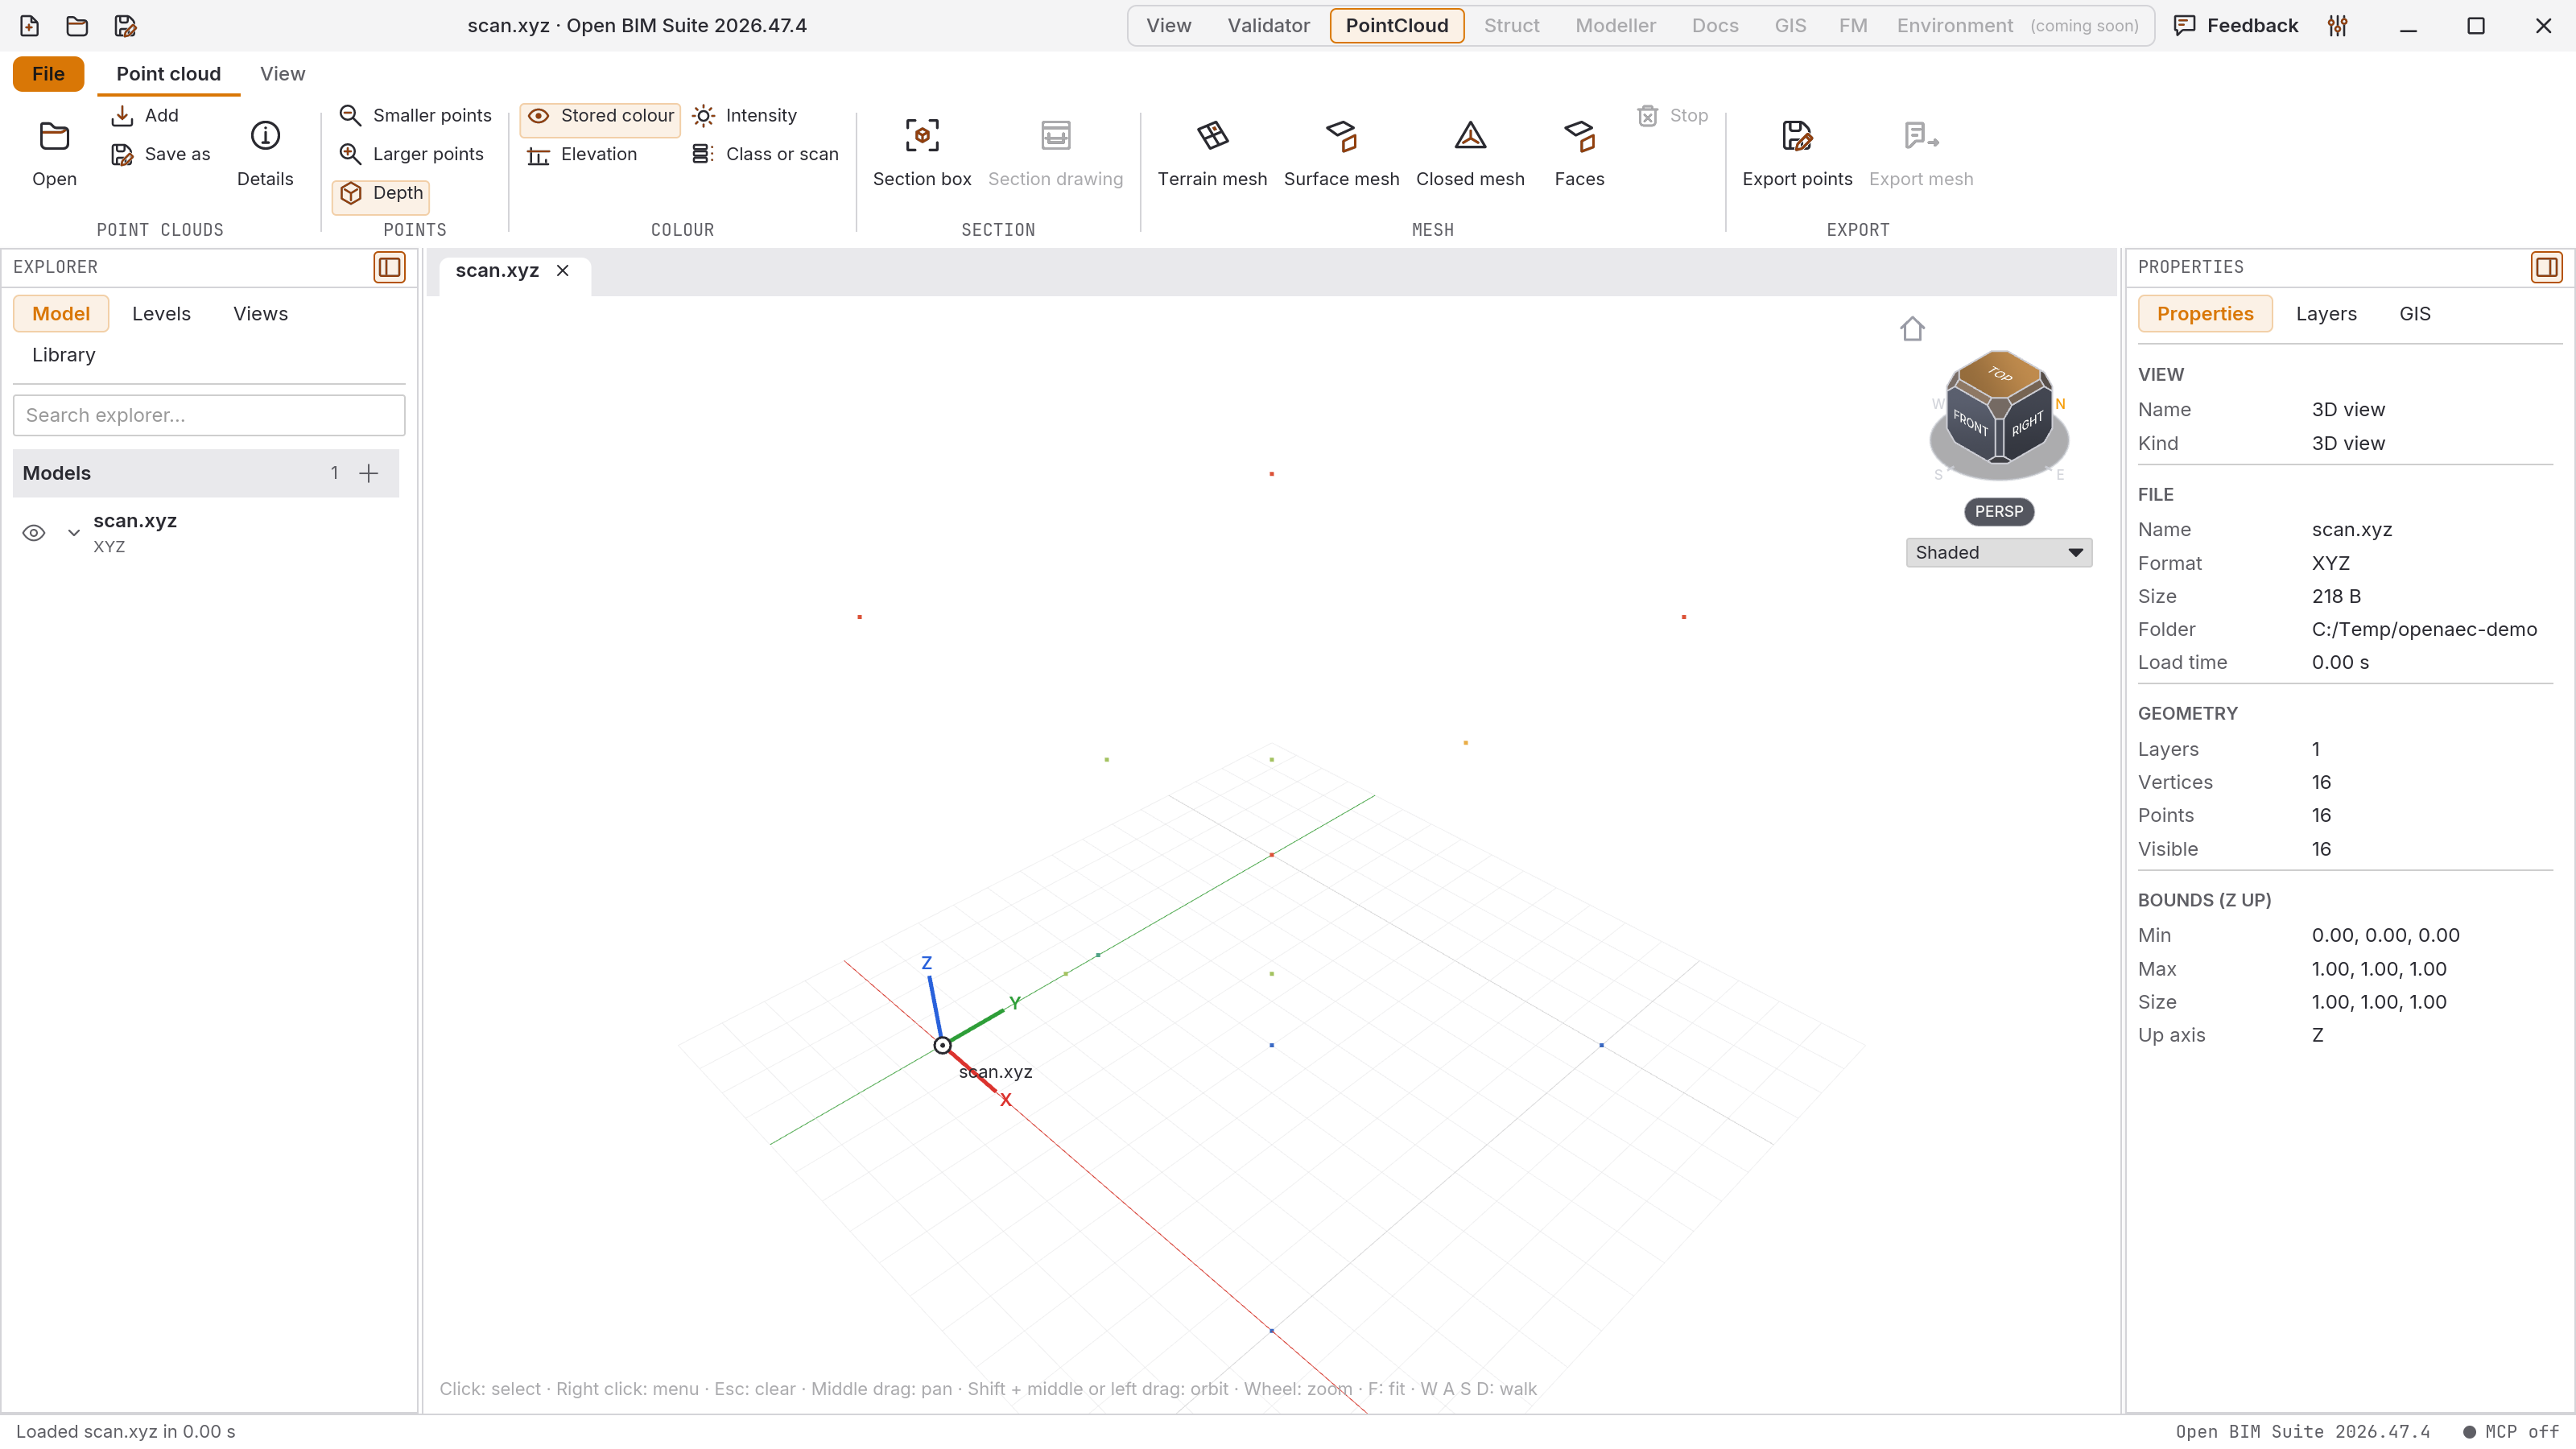 scan.xyz · Open BIM Suite 2026.47.4
View Validator PointCloud Struct Modeller Docs GIS FM Environment (coming soon) Feedback
File Point cloud View
Open Add Save as Details
POINT CLOUDS
Smaller points
Larger points
Depth
POINTS
Stored colour Intensity
Elevation Class or scan
COLOUR
Section box Section drawing
SECTION
Terrain mesh Surface mesh Closed mesh Faces Stop
MESH
Export points Export mesh
EXPORT
EXPLORER
Model Levels Views
Library
Search explorer...
Models 1
scan.xyz
XYZ
scan.xyz
TOP
FRONT RIGHT
W N
S E
PERSP
Shaded
Z
Y
scan.xyz
X
Click: select · Right click: menu · Esc: clear · Middle drag: pan · Shift + middle or left drag: orbit · Wheel: zoom · F: fit · W A S D: walk
PROPERTIES
Properties Layers GIS
VIEW
Name 3D view
Kind 3D view
FILE
Name scan.xyz
Format XYZ
Size 218 B
Folder C:/Temp/openaec-demo
Load time 0.00 s
GEOMETRY
Layers 1
Vertices 16
Points 16
Visible 16
BOUNDS (Z UP)
Min 0.00, 0.00, 0.00
Max 1.00, 1.00, 1.00
Size 1.00, 1.00, 1.00
Up axis Z
Loaded scan.xyz in 0.00 s
Open BIM Suite 2026.47.4 MCP off